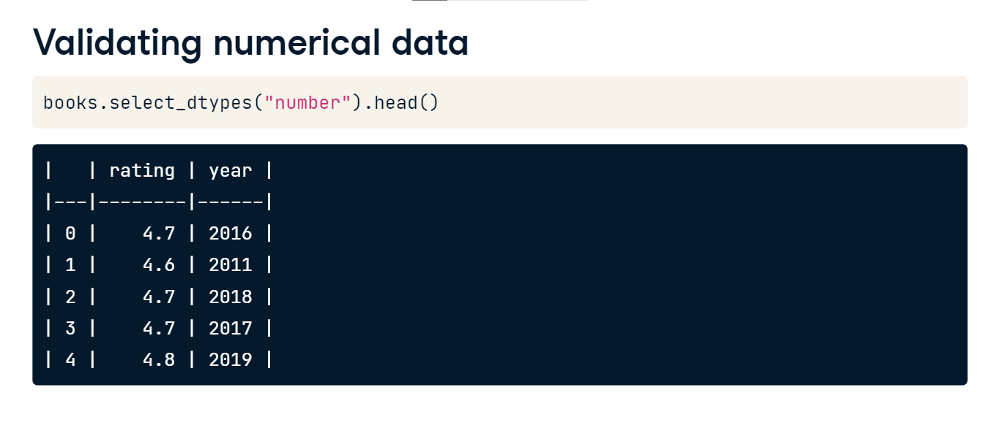 Validating numerical data
books.select_dtypes("number").head()
|   | rating | year |
|---|--------|------|
| 0 |    4.7 | 2016 |
| 1 |    4.6 | 2011 |
| 2 |    4.7 | 2018 |
| 3 |    4.7 | 2017 |
| 4 |    4.8 | 2019 |